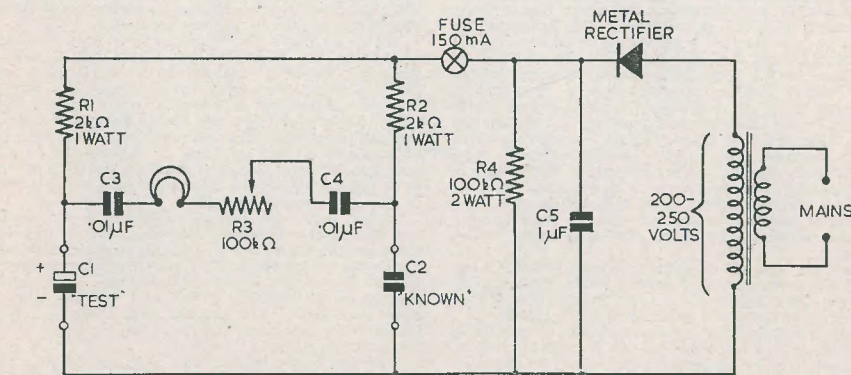 FUSE
150mA
METAL
RECTIFIER
R1
2kΩ
1 WATT
R2
2kΩ
1 WATT
C3
.01µF
R3
100kΩ
C4
.01µF
R4
100kΩ
2 WATT
C5
1µF
200-
250
VOLTS
MAINS
+
-
C1
"TEST"
C2
"KNOWN"